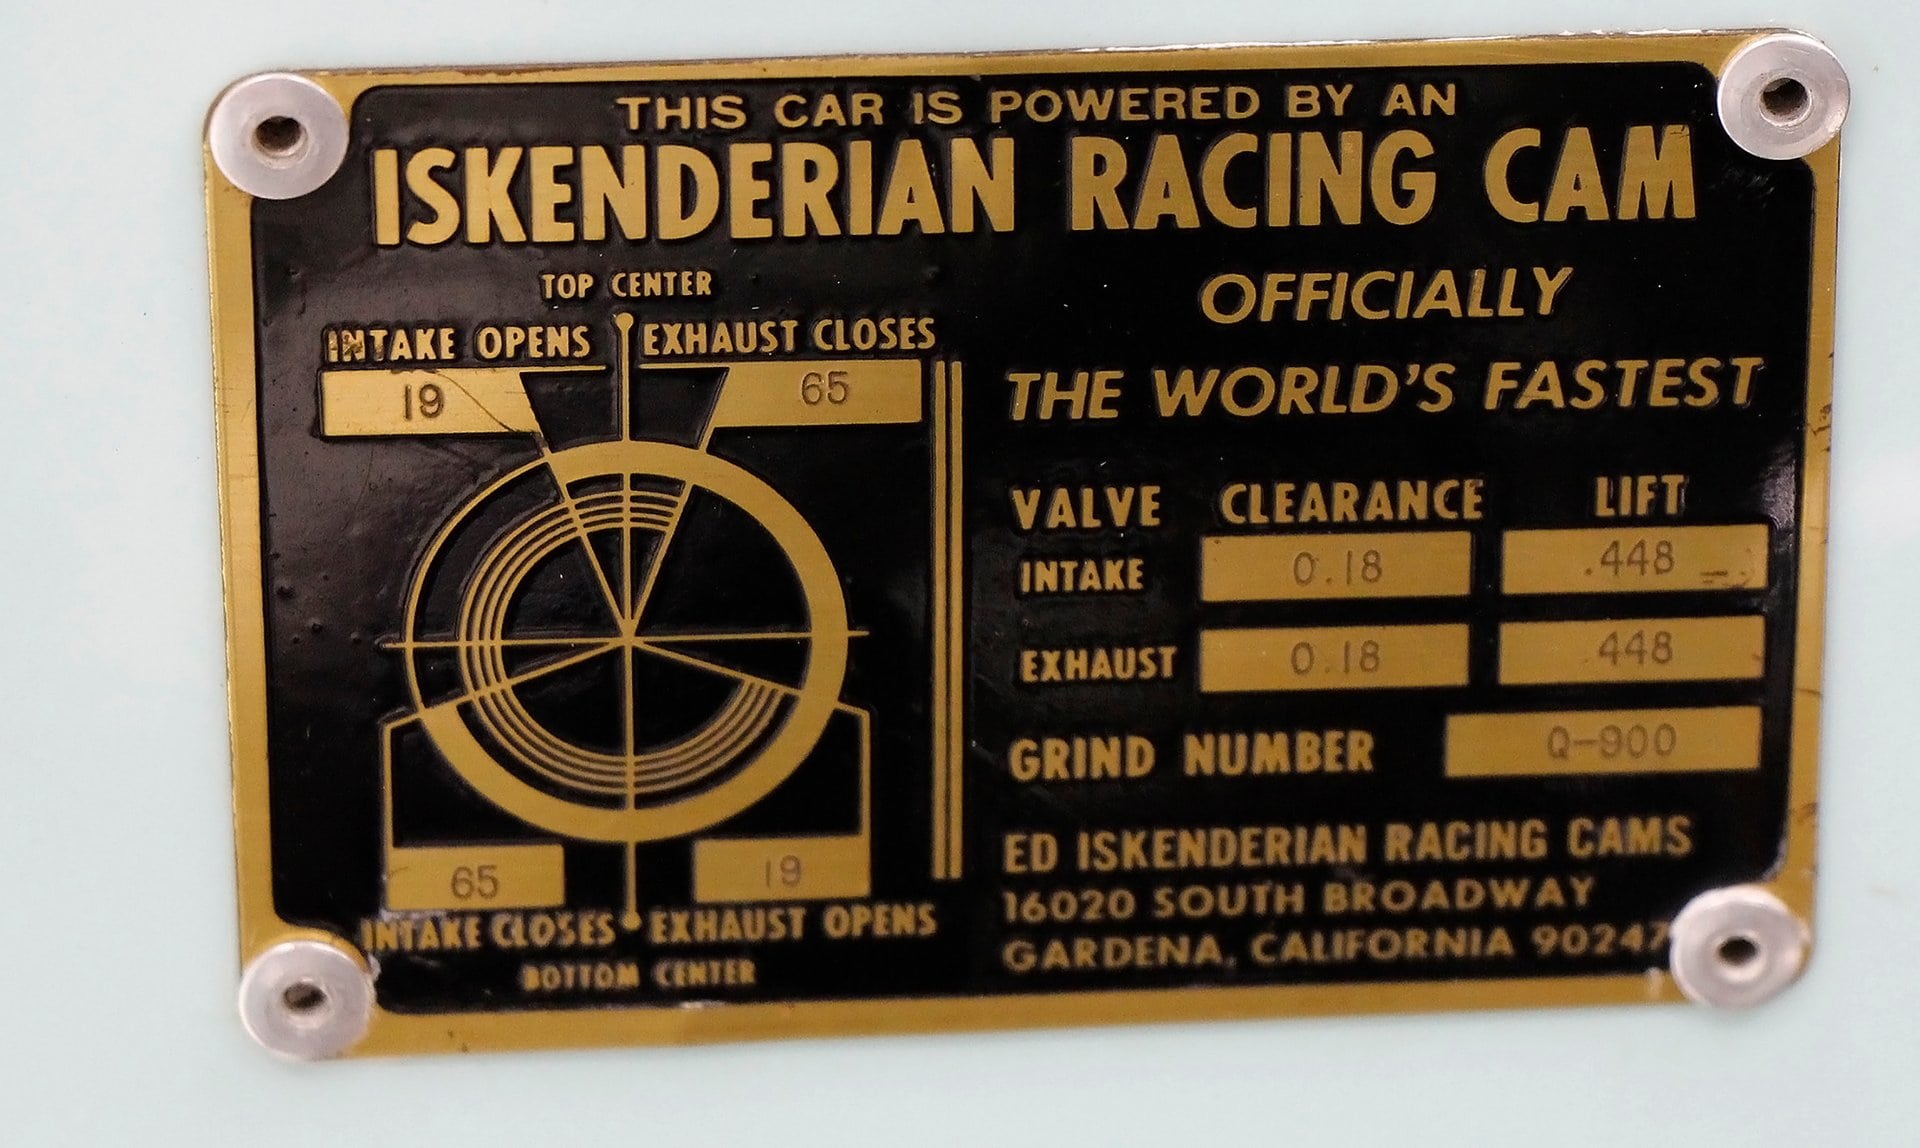 THIS CAR IS POWERED BY AN
ISKENDERIAN RACING CAM
TOP CENTER
INTAKE OPENS EXHAUST CLOSES
19 65
65 19
INTAKE CLOSES EXHAUST OPENS
BOTTOM CENTER
OFFICIALLY
THE WORLD'S FASTEST
VALVE CLEARANCE LIFT
INTAKE 0.18 .448
EXHAUST 0.18 .448
GRIND NUMBER Q-900
ED ISKENDERIAN RACING CAMS
16020 SOUTH BROADWAY
GARDENA, CALIFORNIA 90247